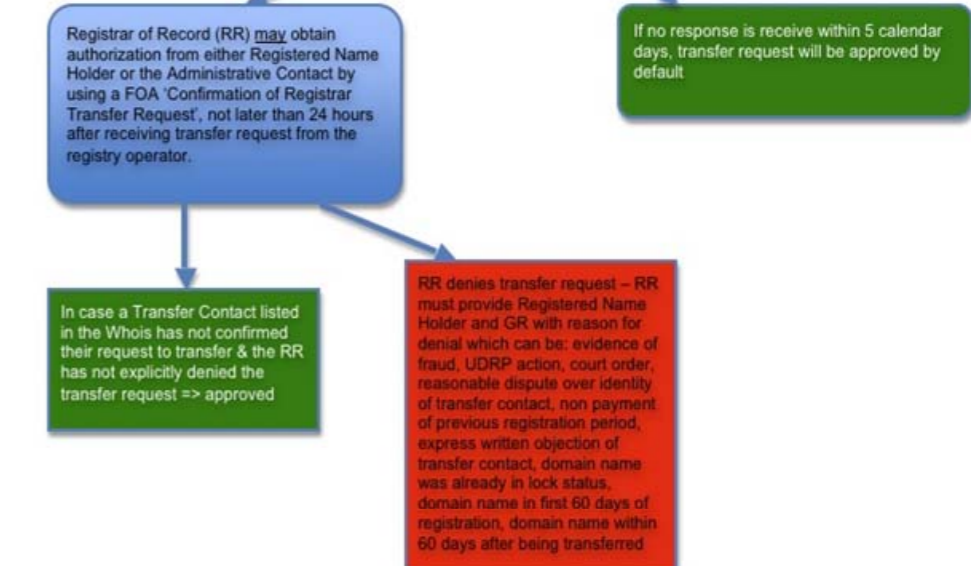 Registrar of Record (RR) may obtain
authorization from either Registered Name
Holder or the Administrative Contact by
using a FOA ‘Confirmation of Registrar
Transfer Request’, not later than 24 hours
after receiving transfer request from the
registry operator.
If no response is receive within 5 calendar
days, transfer request will be approved by
default
In case a Transfer Contact listed
in the Whois has not confirmed
their request to transfer & the RR
has not explicitly denied the
transfer request => approved
RR denies transfer request – RR
must provide Registered Name
Holder and GR with reason for
denial which can be: evidence of
fraud, UDRP action, court order,
reasonable dispute over identity
of transfer contact, non payment
of previous registration period,
express written objection of
transfer contact, domain name
was already in lock status,
domain name in first 60 days of
registration, domain name within
60 days after being transferred